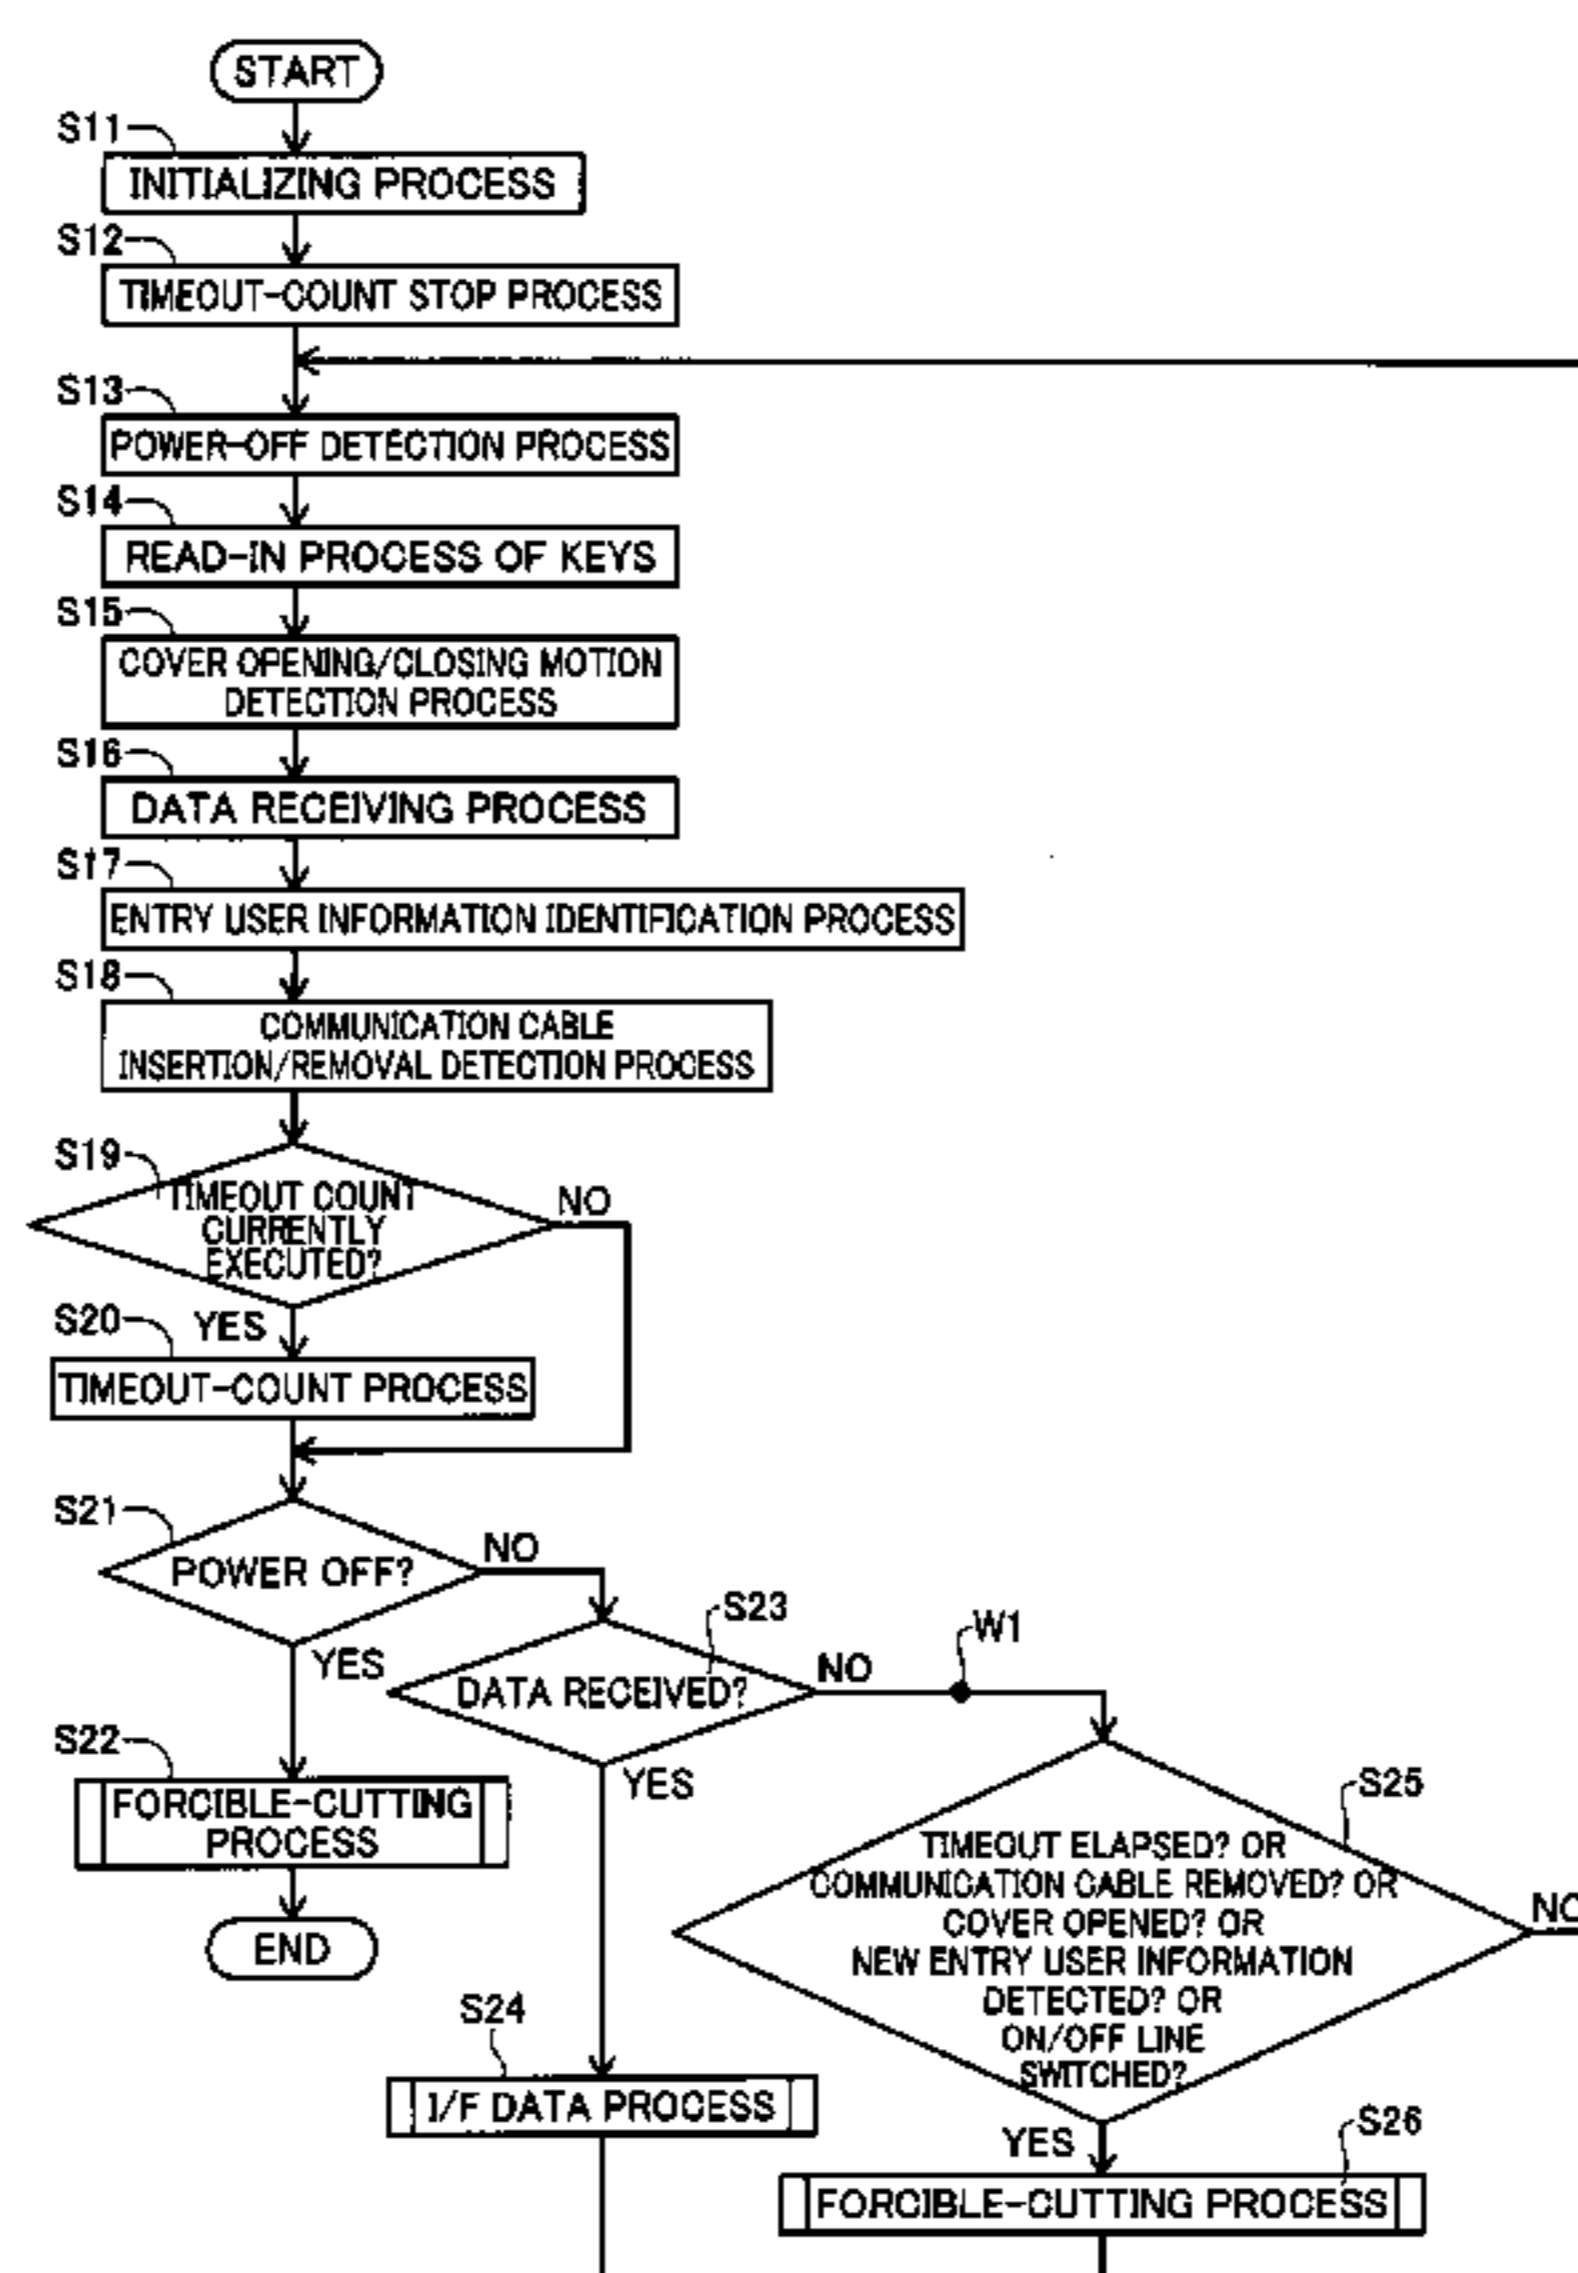 START
S11
INITIALIZING PROCESS
S12
TIMEOUT-COUNT STOP PROCESS
S13
POWER-OFF DETECTION PROCESS
S14
READ-IN PROCESS OF KEYS
S15
COVER OPENING/CLOSING MOTION
DETECTION PROCESS
S16
DATA RECEIVING PROCESS
S17
ENTRY USER INFORMATION IDENTIFICATION PROCESS
S18
COMMUNICATION CABLE
INSERTION/REMOVAL DETECTION PROCESS
S19
TIMEOUT COUNT
CURRENTLY
EXECUTED?
NO
YES
S20
TIMEOUT-COUNT PROCESS
S21
POWER OFF?
NO
YES
S23
DATA RECEIVED?
NO
W1
YES
S22
FORCIBLE-CUTTING
PROCESS
END
S25
TIMEOUT ELAPSED? OR
COMMUNICATION CABLE REMOVED? OR
COVER OPENED? OR
NEW ENTRY USER INFORMATION
DETECTED? OR
ON/OFF LINE
SWITCHED?
NO
YES
S24
I/F DATA PROCESS
S26
FORCIBLE-CUTTING PROCESS